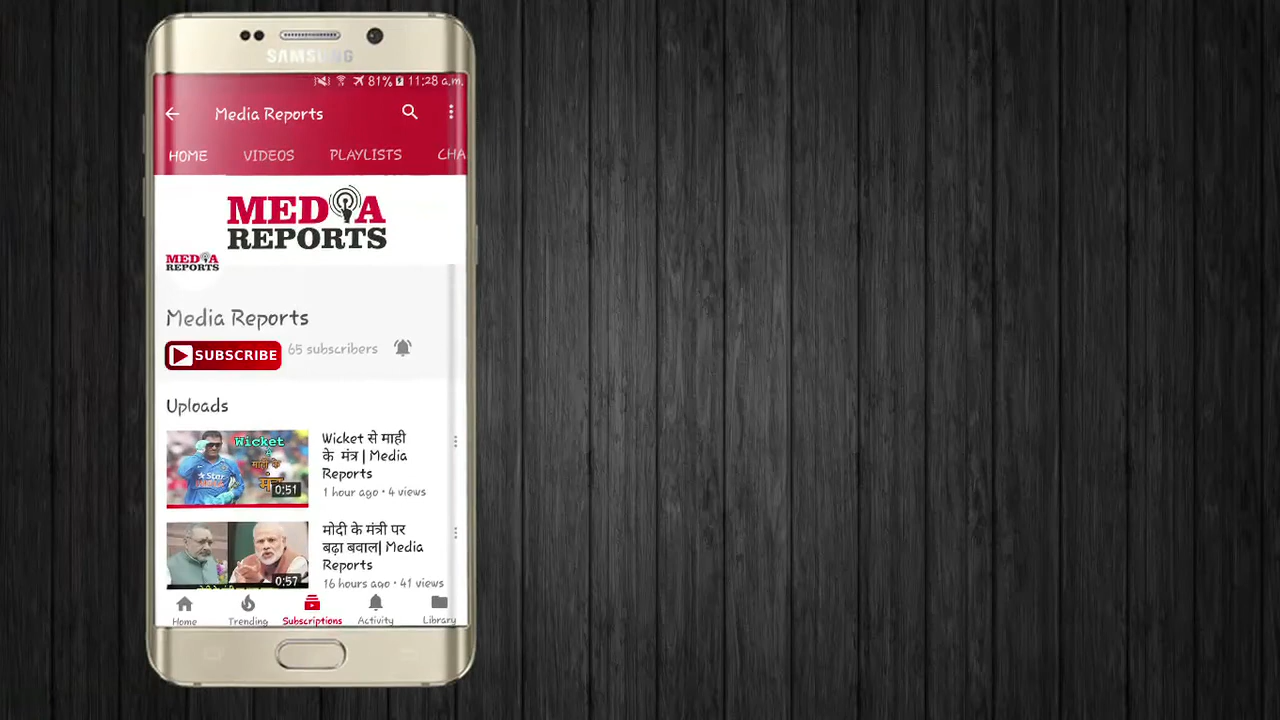 SAMSUNG
81% 11:28 a.m.
Media Reports
HOME VIDEOS PLAYLISTS CHA
MEDIA
REPORTS
MEDIA
REPORTS
Media Reports
SUBSCRIBE 65 subscribers
Uploads
Wicket
से
माही के
मंत्र
0:51
Wicket से माही
के मंत्र | Media
Reports
1 hour ago • 4 views
0:57
मोदी के मंत्री पर
बढ़ा बवाल| Media
Reports
16 hours ago • 41 views
Home Trending Subscriptions Activity Library